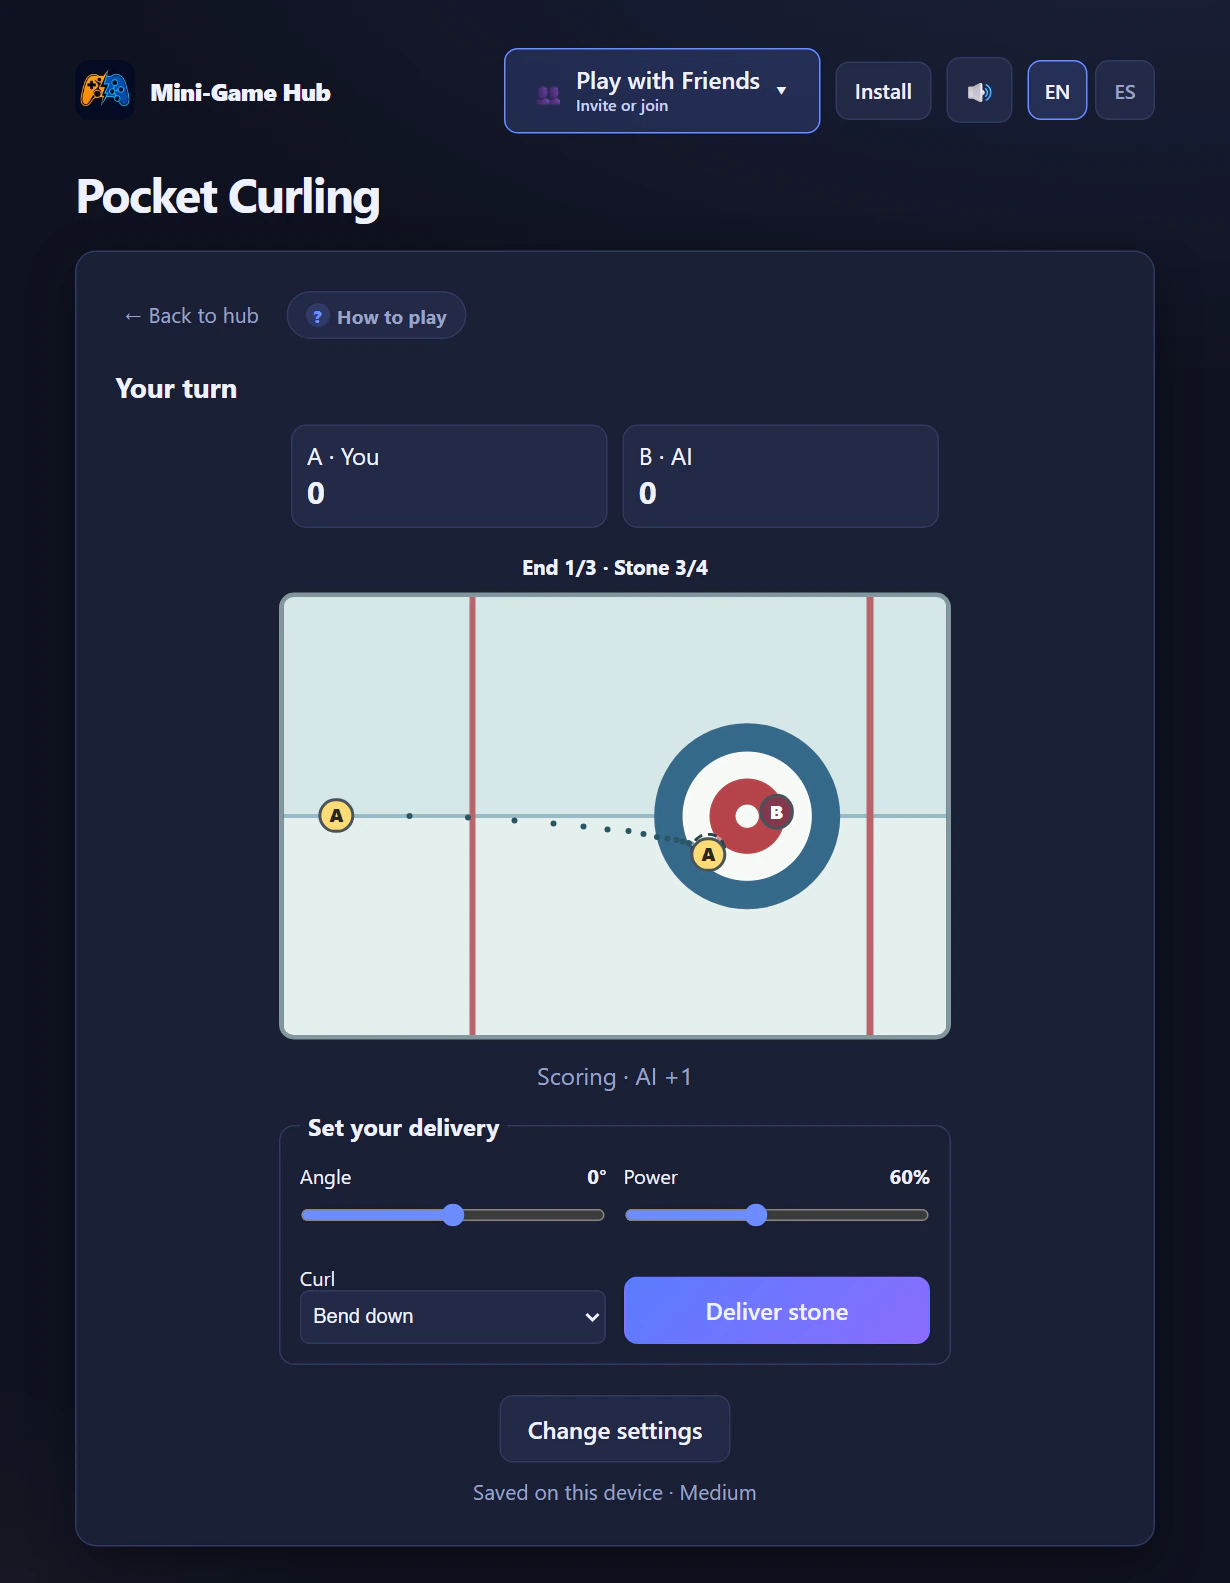 Mini-Game Hub
Play with Friends ▼
Invite or join
Install
EN
ES
Pocket Curling
← Back to hub
? How to play
Your turn
A · You
0
B · AI
0
End 1/3 · Stone 3/4
A
B
A
Scoring · AI +1
Set your delivery
Angle 0°
Power 60%
Curl
Bend down
Deliver stone
Change settings
Saved on this device · Medium